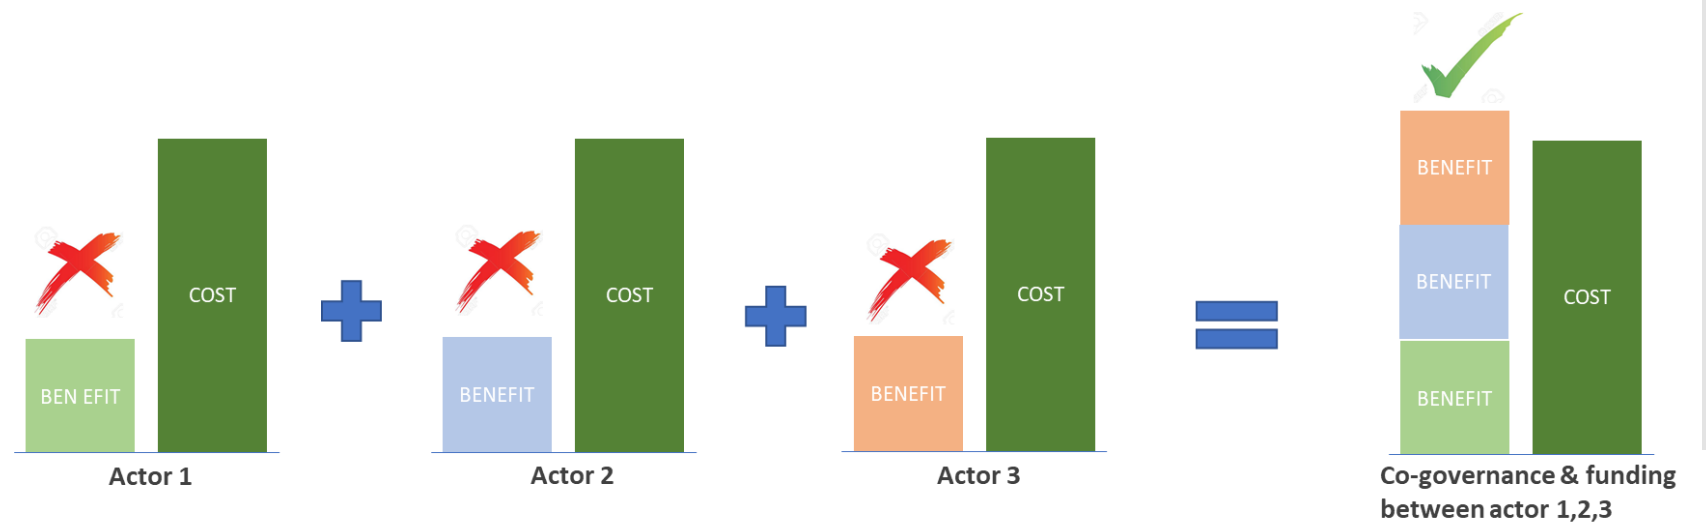 BEN EFIT
COST
Actor 1
BENEFIT
COST
Actor 2
BENEFIT
COST
Actor 3
BENEFIT
BENEFIT
BENEFIT
COST
Co-governance & funding
between actor 1,2,3